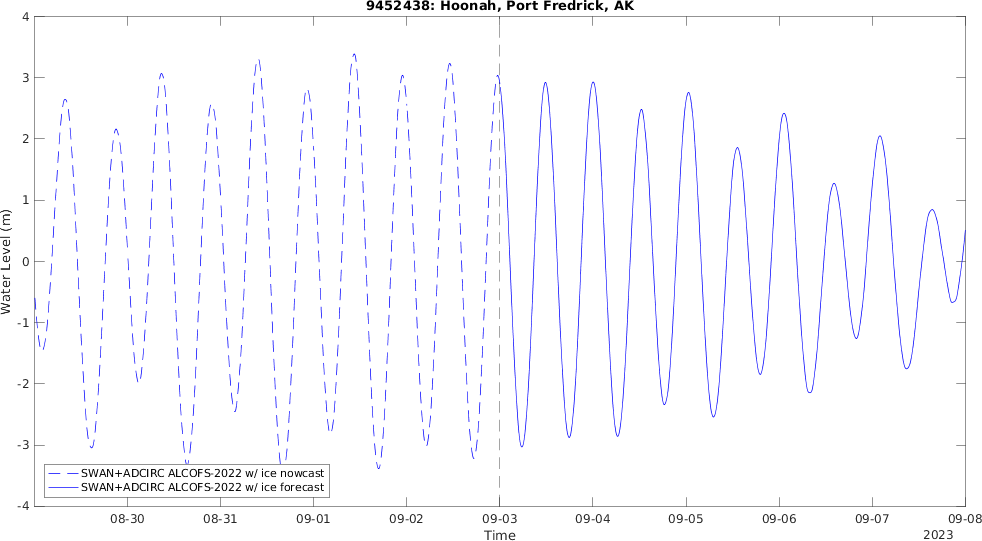 9452438: Hoonah, Port Fredrick, AK
4
3
2
1
0
-1
-2
-3
-4
Water Level (m)
SWAN+ADCIRC ALCOFS-2022 w/ ice nowcast
SWAN+ADCIRC ALCOFS-2022 w/ ice forecast
08-30 08-31 09-01 09-02 09-03 09-04 09-05 09-06 09-07 09-08
Time
2023